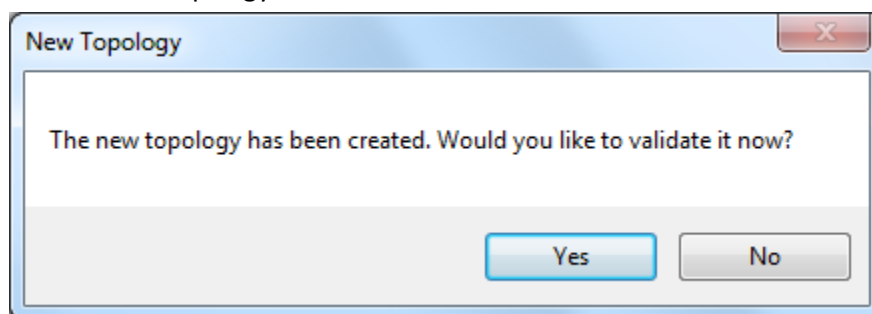 New Topology
The new topology has been created. Would you like to validate it now?
Yes
No